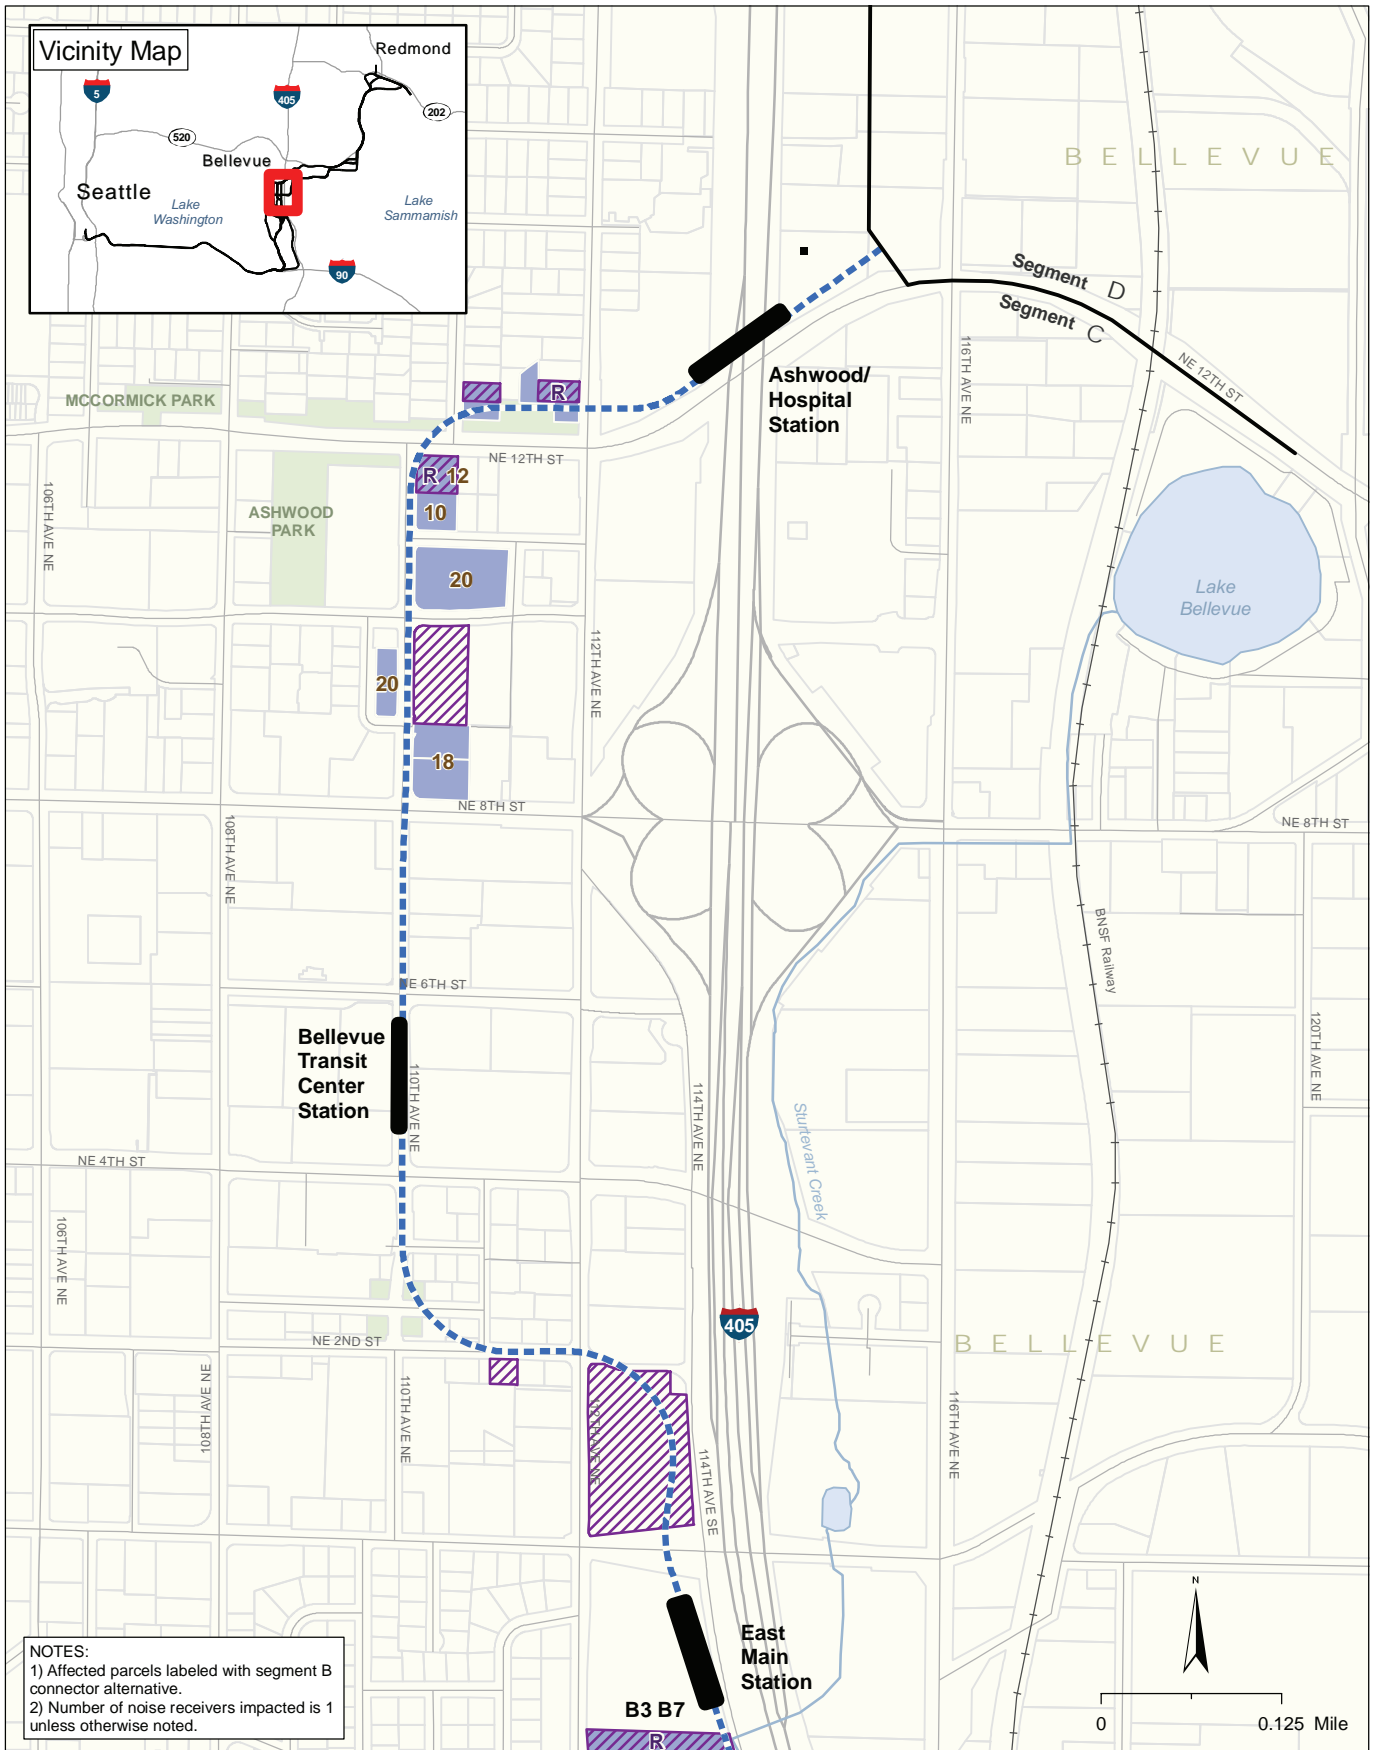 Vicinity Map
Redmond
5
405
202
520
Bellevue
Seattle
Lake
Washington
Lake
Sammamish
90
BELLEVUE
Segment D
Segment C
NE 12TH ST
116TH AVE NE
Ashwood/
Hospital
Station
MCCORMICK PARK
R
NE 12TH ST
R 12
10
ASHWOOD
PARK
106TH AVE NE
20
Lake
Bellevue
112TH AVE NE
20
18
NE 8TH ST
NE 8TH ST
108TH AVE NE
BNSF Railway
NE 6TH ST
Bellevue
Transit
Center
Station
110TH AVE NE
114TH AVE NE
120TH AVE NE
Sturtevant Creek
NE 4TH ST
106TH AVE NE
405
NE 2ND ST
BELLEVUE
108TH AVE NE
110TH AVE NE
112TH AVE NE
114TH AVE SE
116TH AVE NE
N
East
Main
Station
B3 B7
R
NOTES:
1) Affected parcels labeled with segment B
connector alternative.
2) Number of noise receivers impacted is 1
unless otherwise noted.
0
0.125 Mile